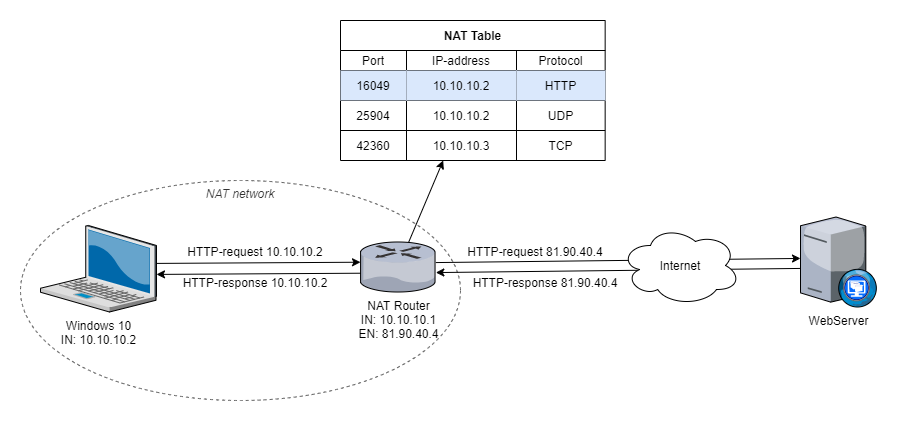 NAT Table
Port IP-address Protocol
16049 10.10.10.2 HTTP
25904 10.10.10.2 UDP
42360 10.10.10.3 TCP
NAT network
HTTP-request 10.10.10.2
HTTP-response 10.10.10.2
HTTP-request 81.90.40.4
HTTP-response 81.90.40.4
Internet
Windows 10
IN: 10.10.10.2
NAT Router
IN: 10.10.10.1
EN: 81.90.40.4
WebServer